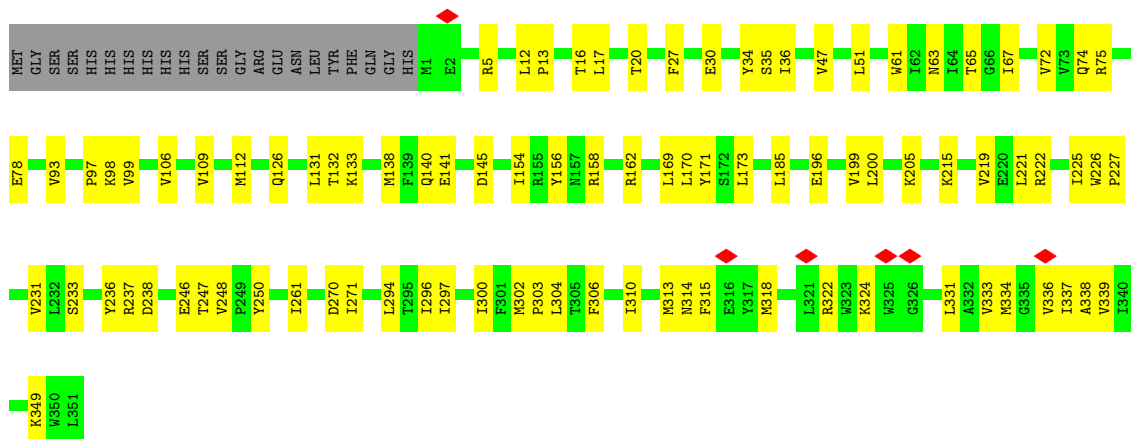 MET GLY SER SER HIS HIS HIS HIS HIS HIS SER SER GLY ARG GLU ASN LEU TYR PHE GLN GLY HIS M1 E2 R5 L12 P13 T16 L17 T20 F27 E30 Y34 S35 I36 V47 L51 W61 I62 N63 I64 T65 G66 I67 V72 V73 Q74 R75
E78 V93 P97 K98 V99 V106 V109 M112 Q126 L131 T132 K133 M138 F139 Q140 E141 D145 I154 R155 Y156 N157 R158 R162 L169 L170 Y171 S172 L173 L185 E196 V199 L200 K205 K215 V219 E220 L221 R222 I225 W226 P227
V231 L232 S233 Y236 R237 D238 E246 T247 V248 P249 Y250 I261 D270 I271 L294 T295 I296 I297 I300 F301 M302 P303 L304 T305 F306 I310 M313 N314 F315 E316 Y317 M318 L321 R322 W323 K324 W325 G326 L331 A332 V333 M334 G335 V336 I337 A338 V339 I340
K349 W350 L351